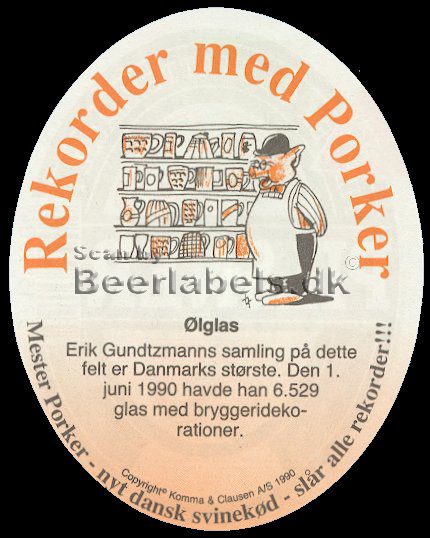 Rekorder med Porker
Scan by
Beerlabels.dk ©
Ølglas
Erik Gundtzmanns samling på dette
felt er Danmarks største. Den 1.
juni 1990 havde han 6.529
glas med bryggerideko-
rationer.
Copyright© Komma & Clausen A/S 1990
Mester Porker - nyt dansk svinekød - slår alle rekorder!!!